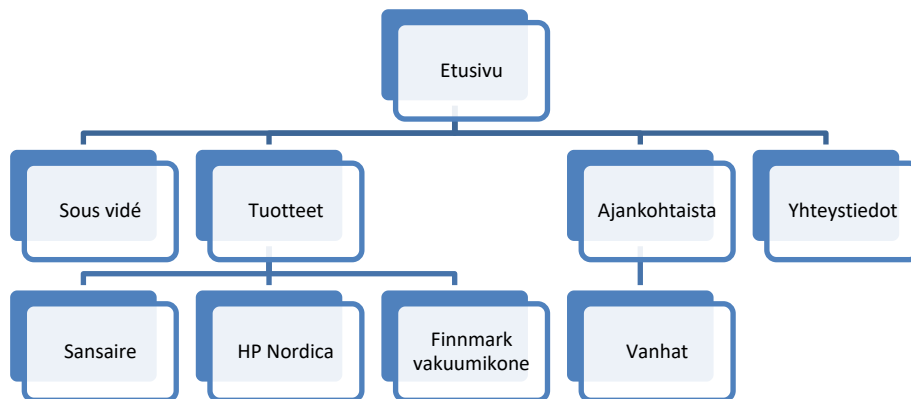 Etusivu
Sous vidé
Tuotteet
Ajankohtaista
Yhteystiedot
Sansaire
HP Nordica
Finnmark
vakuumikone
Vanhat